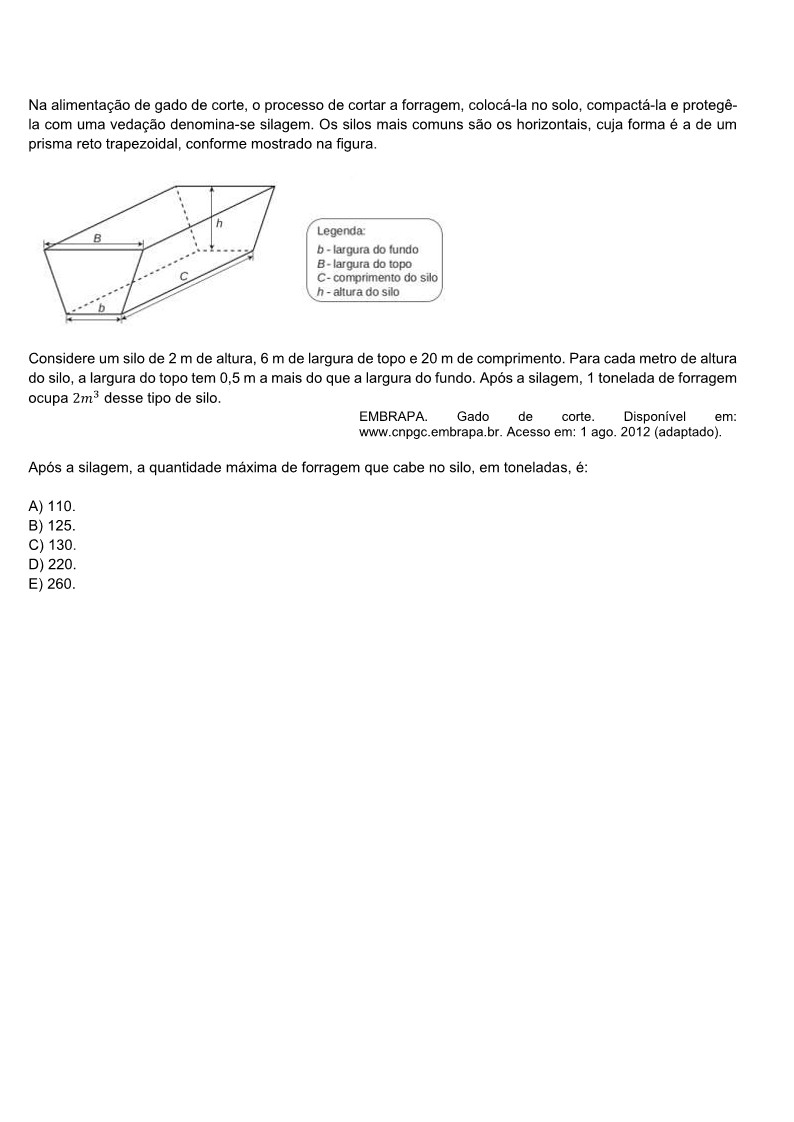 Na alimentação de gado de corte, o processo de cortar a forragem, colocá-la no solo, compactá-la e protegê-
la com uma vedação denomina-se silagem. Os silos mais comuns são os horizontais, cuja forma é a de um
prisma reto trapezoidal, conforme mostrado na figura.
h
B
C
b
Legenda:
b - largura do fundo
B - largura do topo
C - comprimento do silo
h - altura do silo
Considere um silo de 2 m de altura, 6 m de largura de topo e 20 m de comprimento. Para cada metro de altura
do silo, a largura do topo tem 0,5 m a mais do que a largura do fundo. Após a silagem, 1 tonelada de forragem
ocupa 2m³ desse tipo de silo.
EMBRAPA. Gado de corte. Disponível em:
www.cnpgc.embrapa.br. Acesso em: 1 ago. 2012 (adaptado).
Após a silagem, a quantidade máxima de forragem que cabe no silo, em toneladas, é:
A) 110.
B) 125.
C) 130.
D) 220.
E) 260.